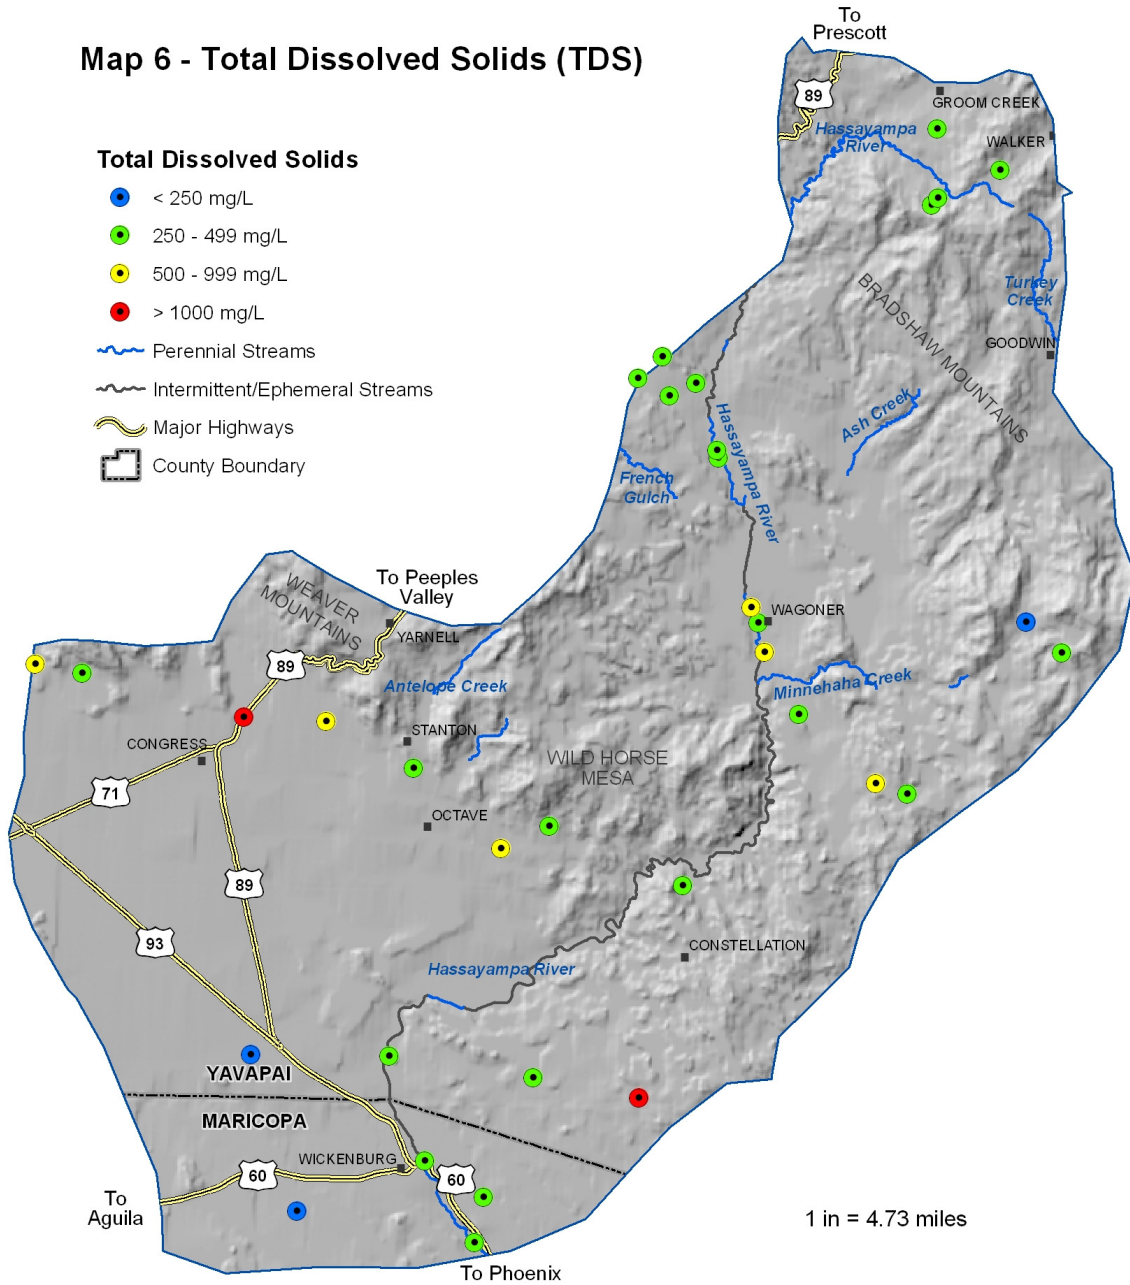 To
Prescott
Map 6 - Total Dissolved Solids (TDS)
89
GROOM CREEK
Hassayampa
River
WALKER
Total Dissolved Solids
< 250 mg/L
250 - 499 mg/L
500 - 999 mg/L
> 1000 mg/L
Perennial Streams
Intermittent/Ephemeral Streams
Major Highways
County Boundary
BRADSHAW MOUNTAINS
Turkey
Creek
GOODWIN
Ash Creek
Hassayampa River
French
Gulch
WEAVER
MOUNTAINS
To Peeples
Valley
YARNELL
WAGONER
89
Antelope Creek
Minnehaha Creek
STANTON
CONGRESS
WILD HORSE
MESA
71
OCTAVE
89
93
CONSTELLATION
Hassayampa River
YAVAPAI
MARICOPA
WICKENBURG
60
60
To
Aguila
1 in = 4.73 miles
To Phoenix